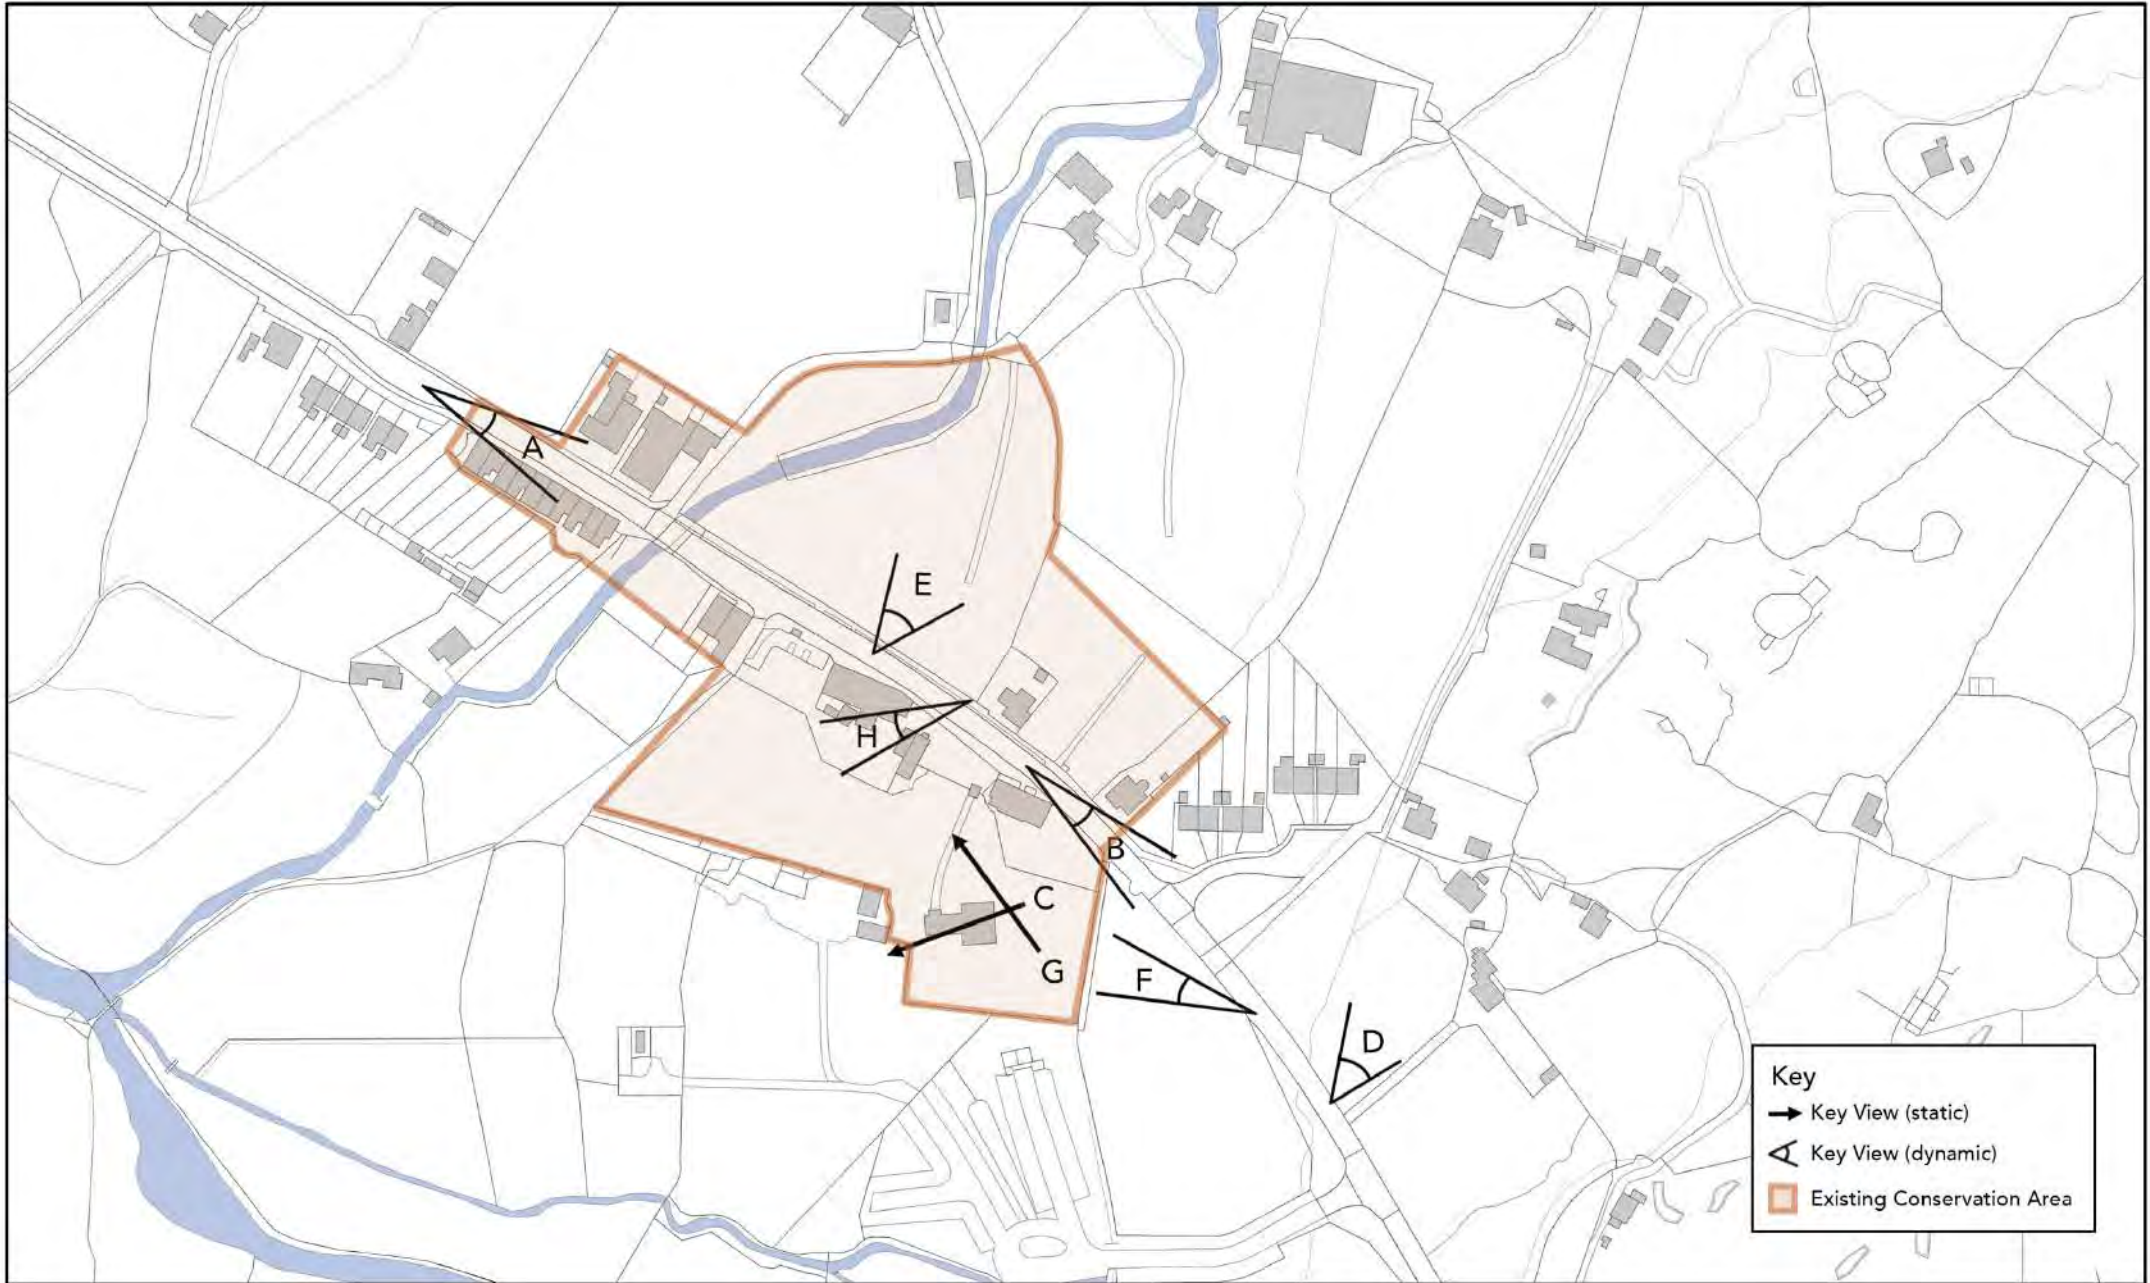 A
E
H
B
C
G
F
D
Key
Key View (static)
Key View (dynamic)
Existing Conservation Area